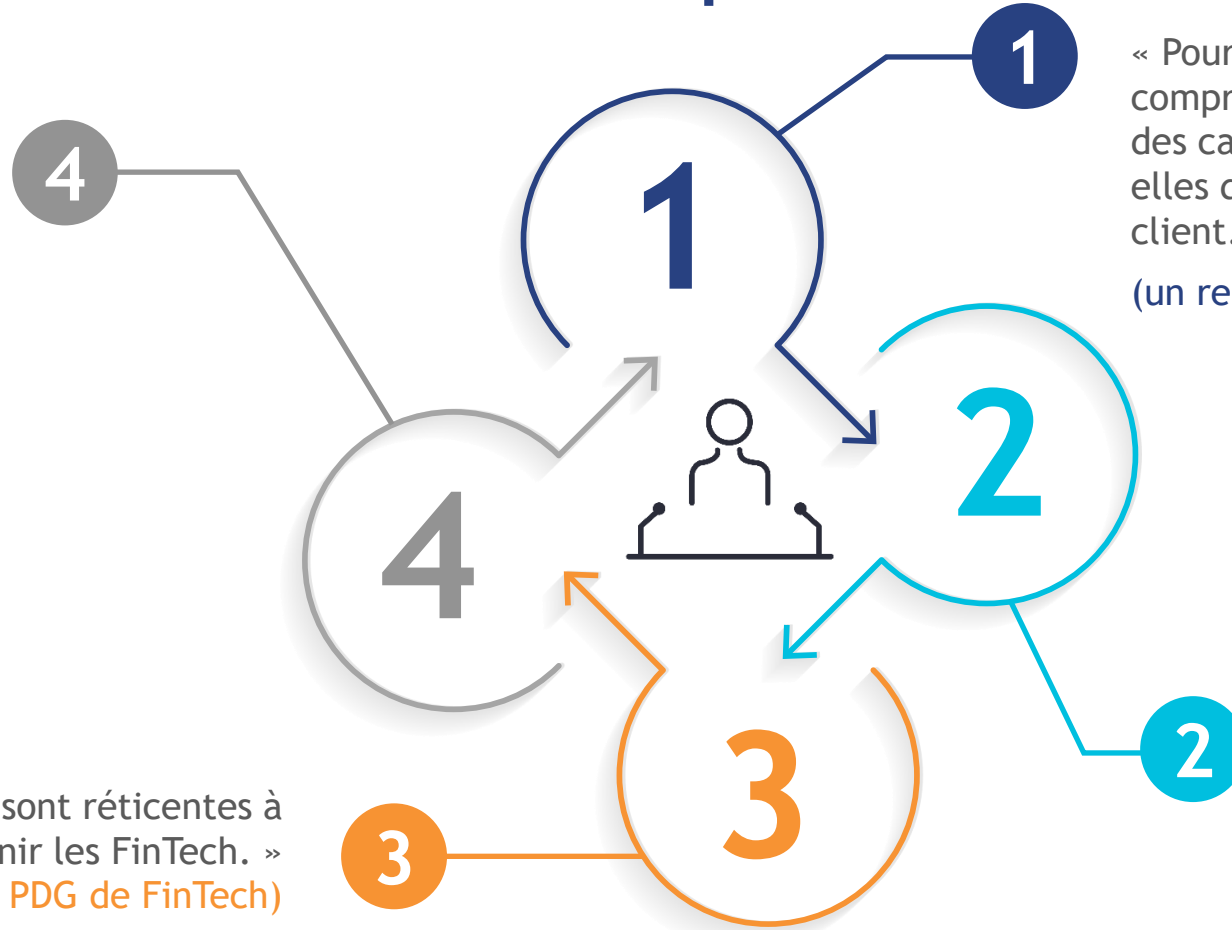 1
« Pour
compr
des ca
elles
client.
(un re
4
1
2
4
2
3
sont réticentes à
nir les FinTech. »
PDG de FinTech)
3